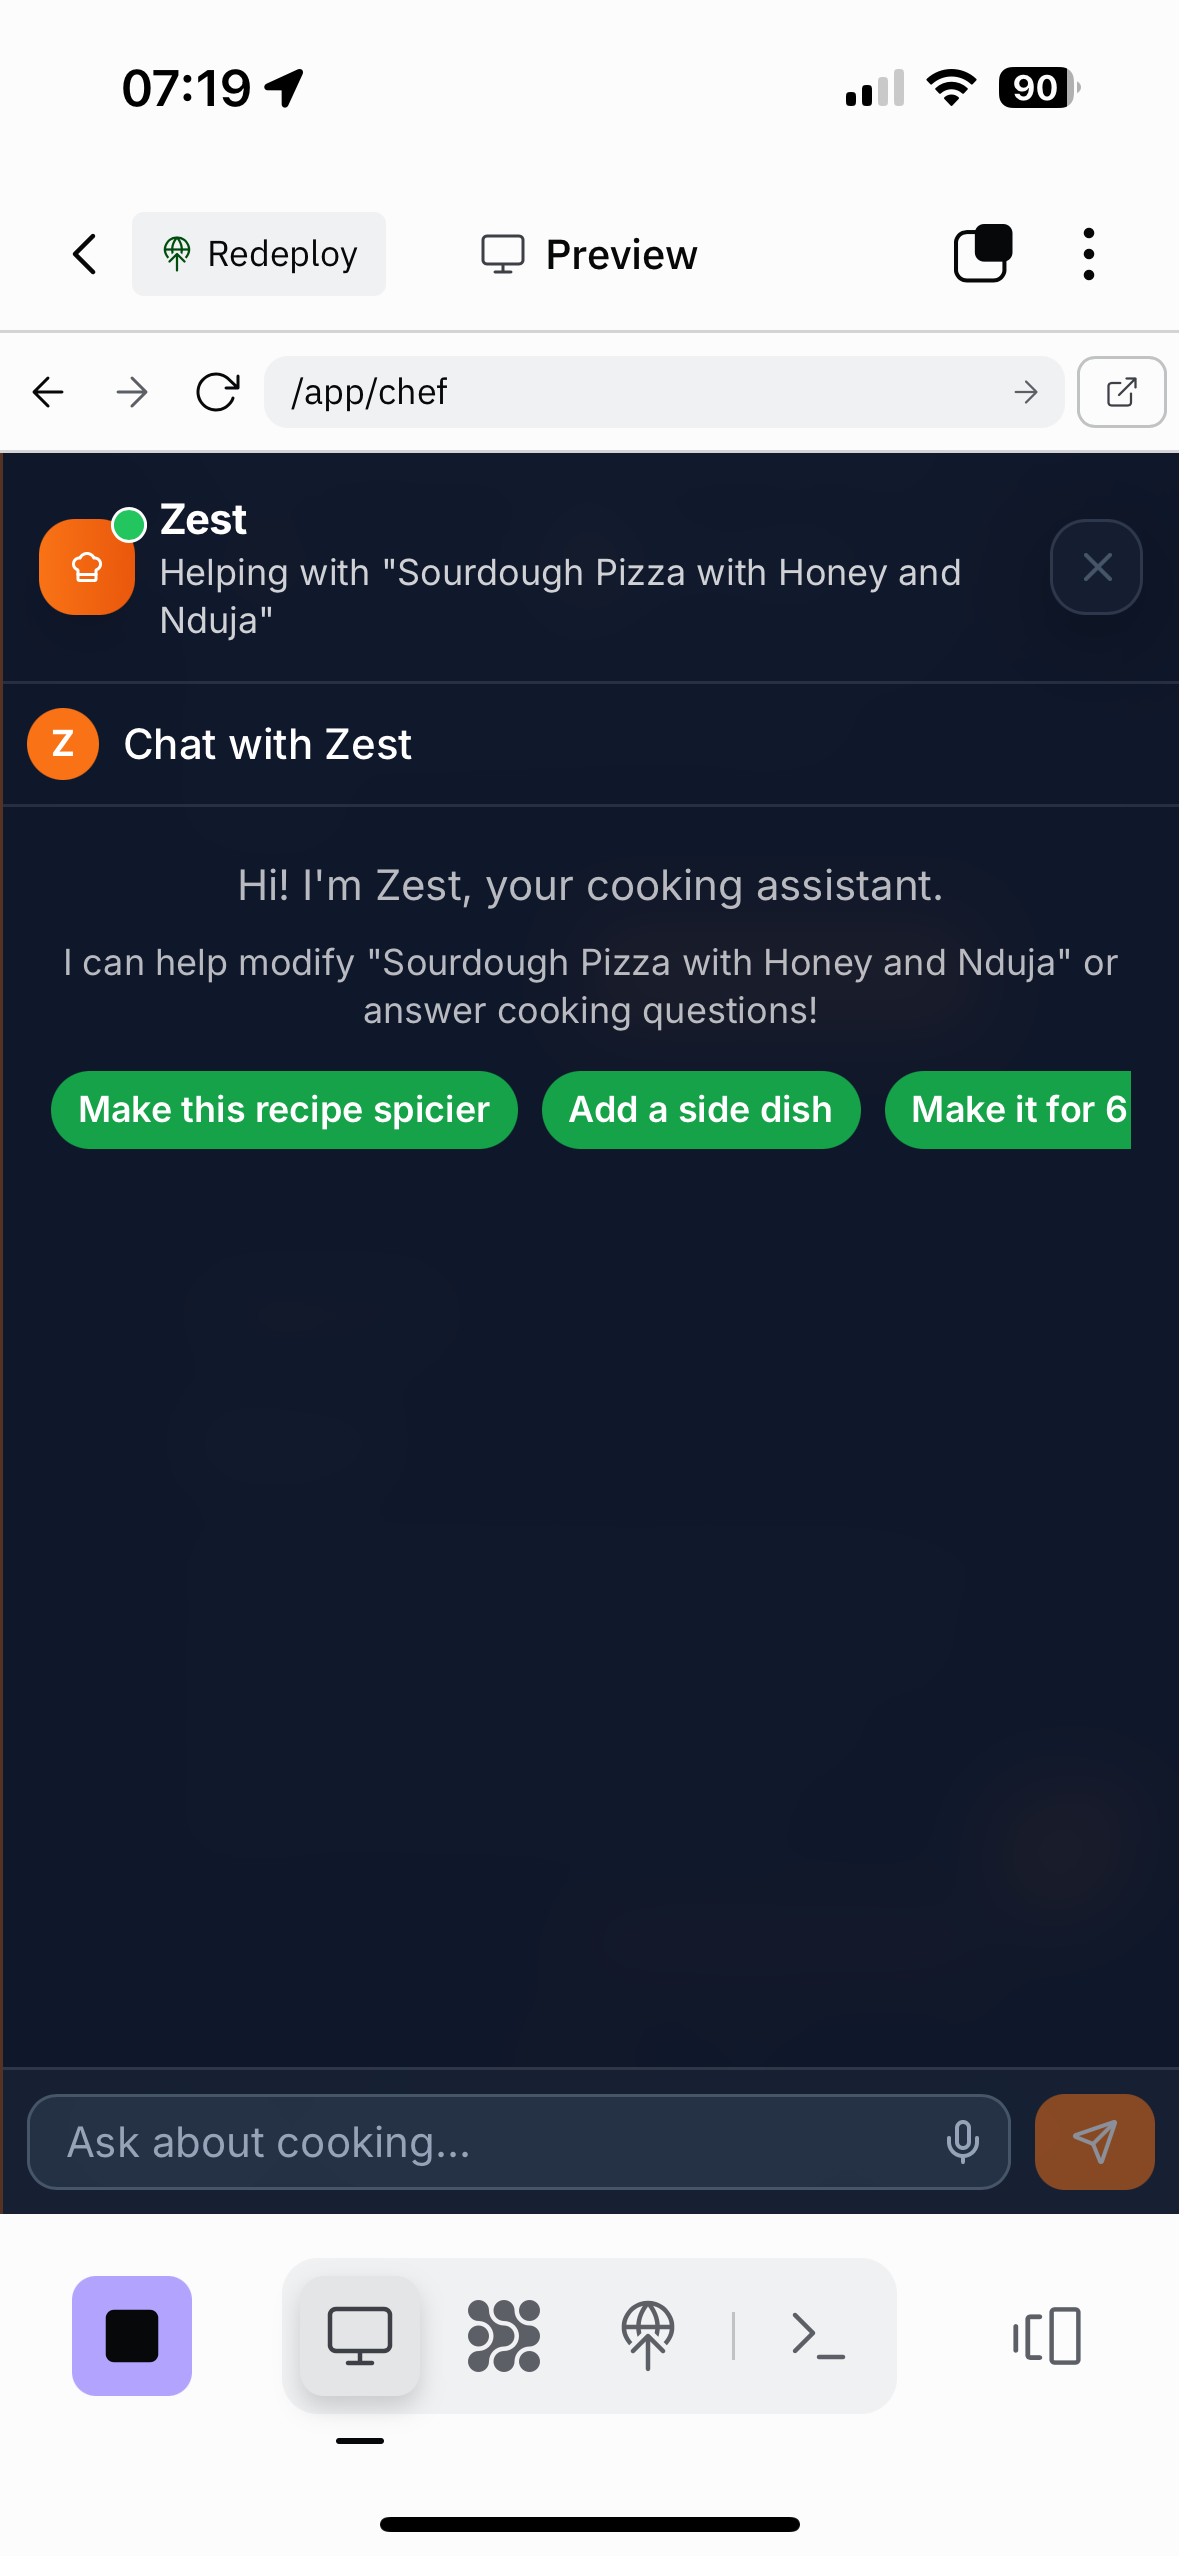 07:19
90
Redeploy
Preview
/app/chef
Zest
Helping with "Sourdough Pizza with Honey and
Nduja"
Z
Chat with Zest
Hi! I'm Zest, your cooking assistant.
I can help modify "Sourdough Pizza with Honey and Nduja" or
answer cooking questions!
Make this recipe spicier
Add a side dish
Make it for 6
Ask about cooking...